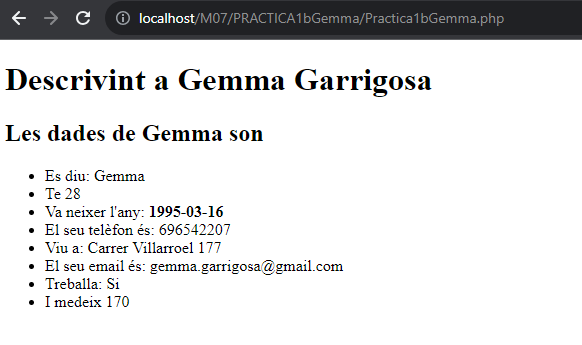 localhost/M07/PRACTICA1bGemma/Practica1bGemma.php
Descrivint a Gemma Garrigosa
Les dades de Gemma son
Es diu: Gemma
Te 28
Va neixer l'any: 1995-03-16
El seu telèfon és: 696542207
Viu a: Carrer Villarroel 177
El seu email és: gemma.garrigosa@gmail.com
Treballa: Si
I medeix 170